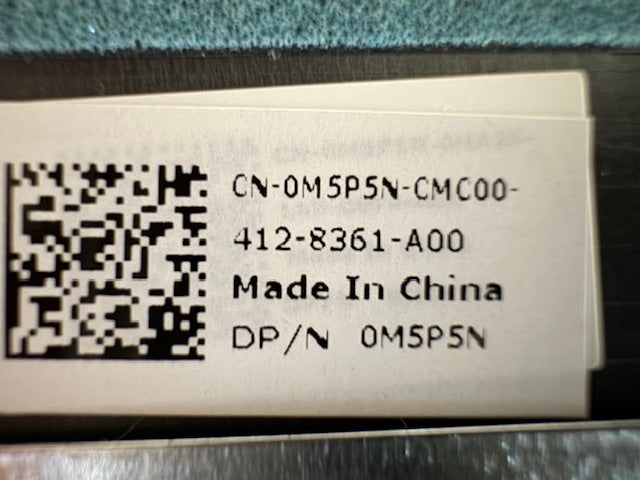 CN-0M5P5N-CMC00-
412-8361-A00
Made In China
DP/N 0M5P5N